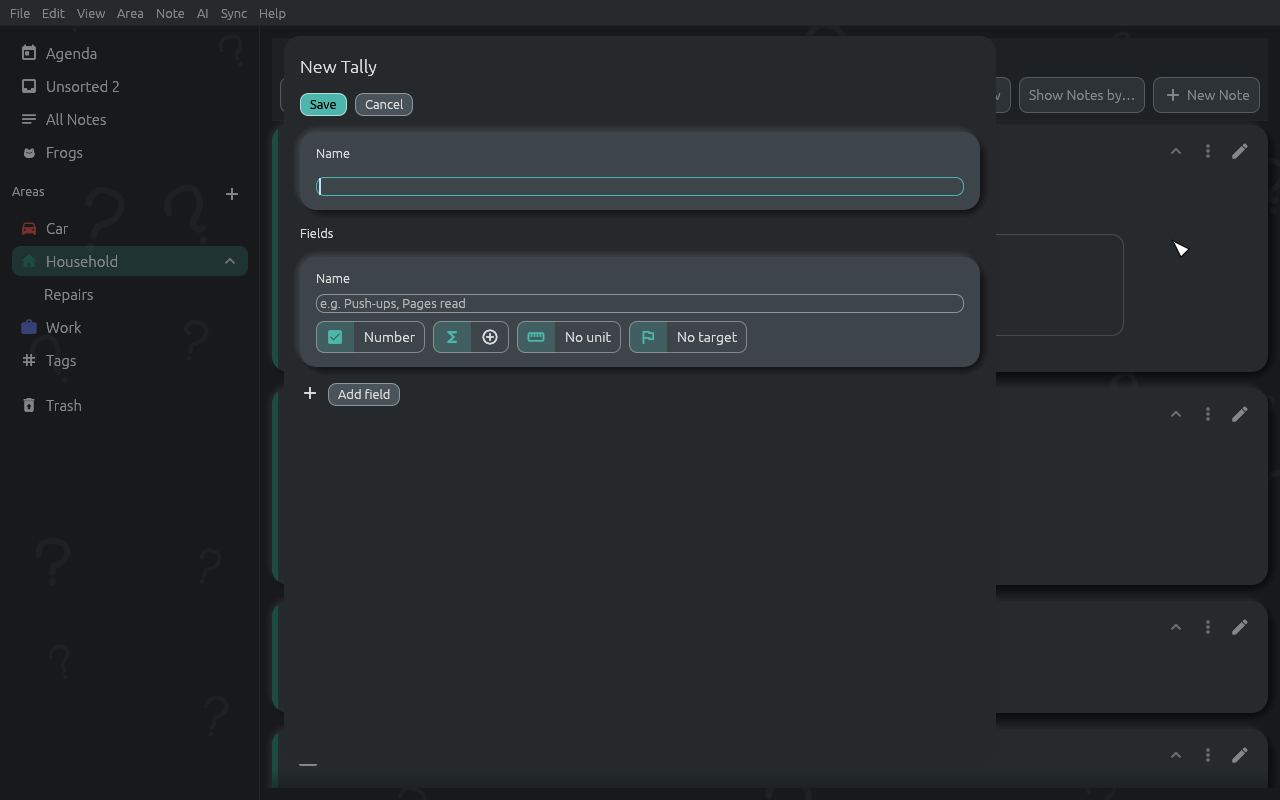 File Edit View Area Note AI Sync Help
Agenda
Unsorted 2
All Notes
Frogs
Areas
Car
Household
Repairs
Work
Tags
Trash
New Tally
Save Cancel
Name
Fields
Name
e.g. Push-ups, Pages read
Number No unit No target
Add field
Show Notes by... New Note